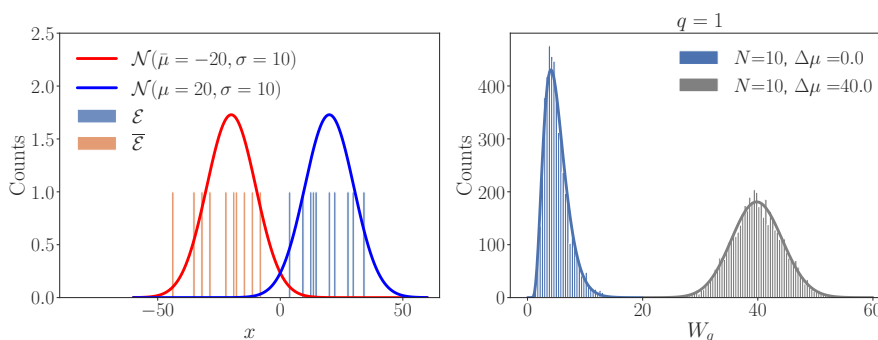 2.5
2.0
1.5
1.0
0.5
0.0
Counts
−50
0
50
x
𝒩(μ̄ = −20, σ = 10)
𝒩(μ = 20, σ = 10)
ℰ
ℰ̅
q = 1
400
300
200
100
0
Counts
0
20
40
60
W_q
N=10, Δμ =0.0
N=10, Δμ =40.0